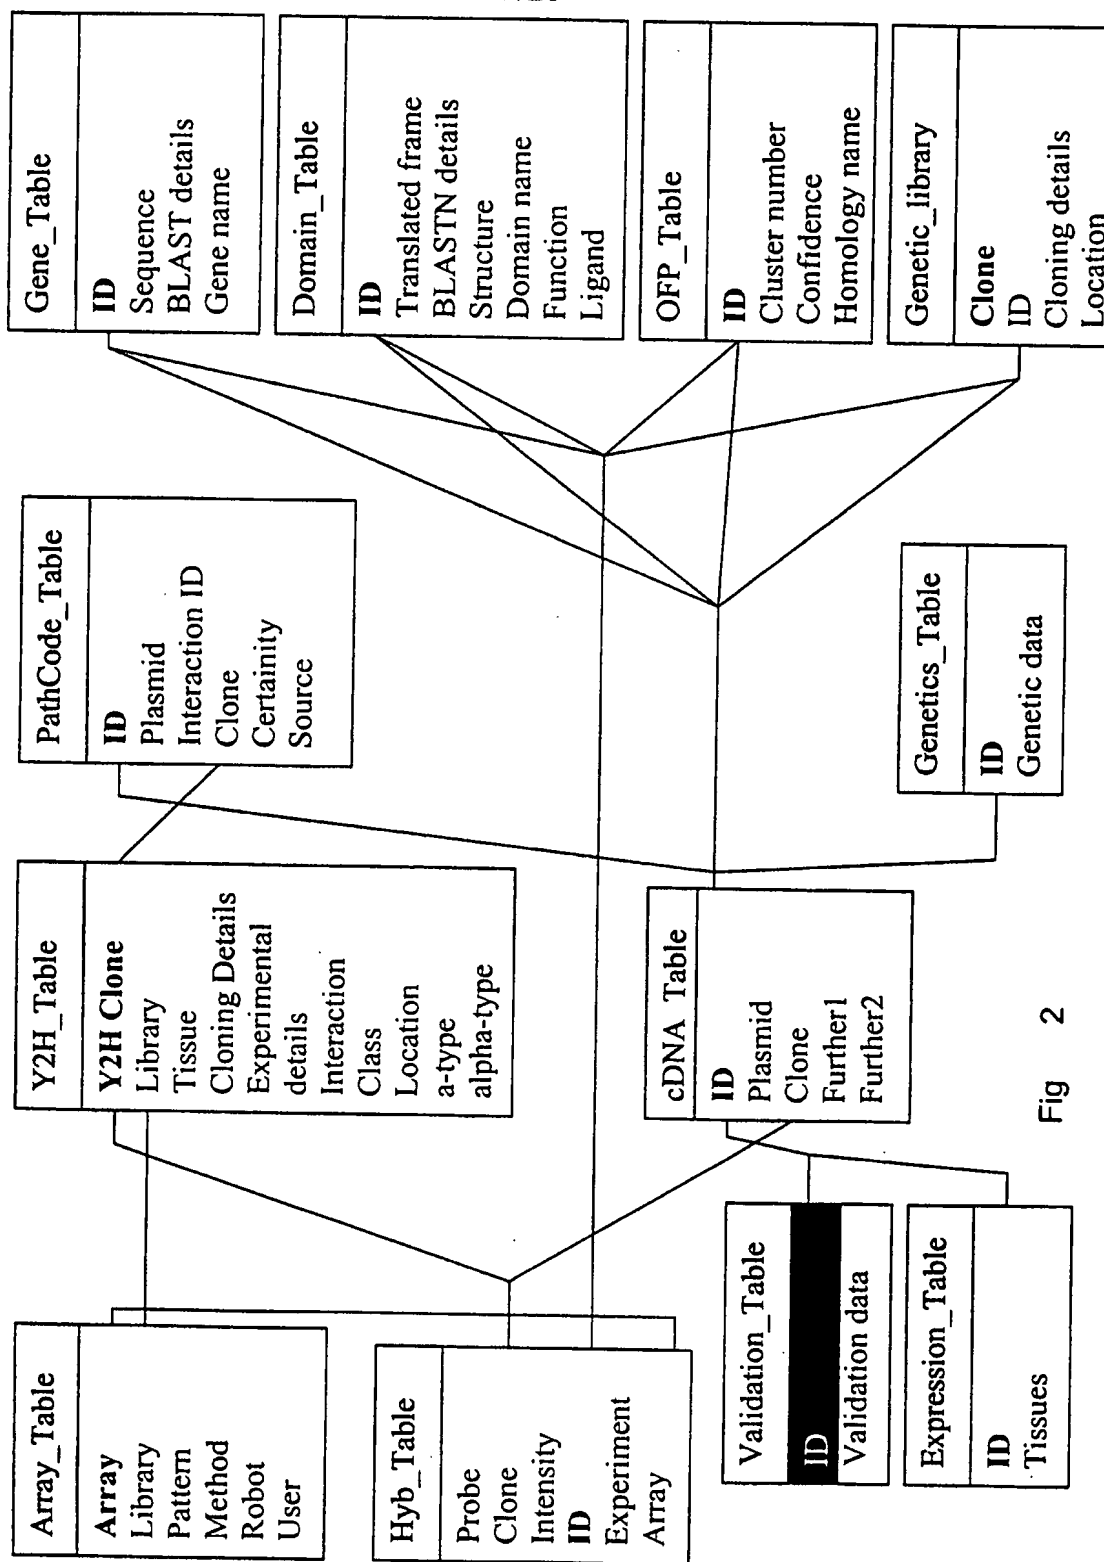 Array_Table
Array
Library
Pattern
Method
Robot
User
Hyb_Table
Probe
Clone
Intensity
ID
Experiment
Array
Y2H_Table
Y2H Clone
Library
Tissue
Cloning Details
Experimental
details
Interaction
Class
Location
a-type
alpha-type
PathCode_Table
ID
Plasmid
Interaction ID
Clone
Certainity
Source
Gene_Table
ID
Sequence
BLAST details
Gene name
Domain_Table
ID
Translated frame
BLASTN details
Structure
Domain name
Function
Ligand
OFP_Table
ID
Cluster number
Confidence
Homology name
Genetic_library
Clone
ID
Cloning details
Location
Validation_Table
ID
Validation data
Expression_Table
ID
Tissues
cDNA_Table
ID
Plasmid
Clone
Further1
Further2
Genetics_Table
ID
Genetic data
Fig 2